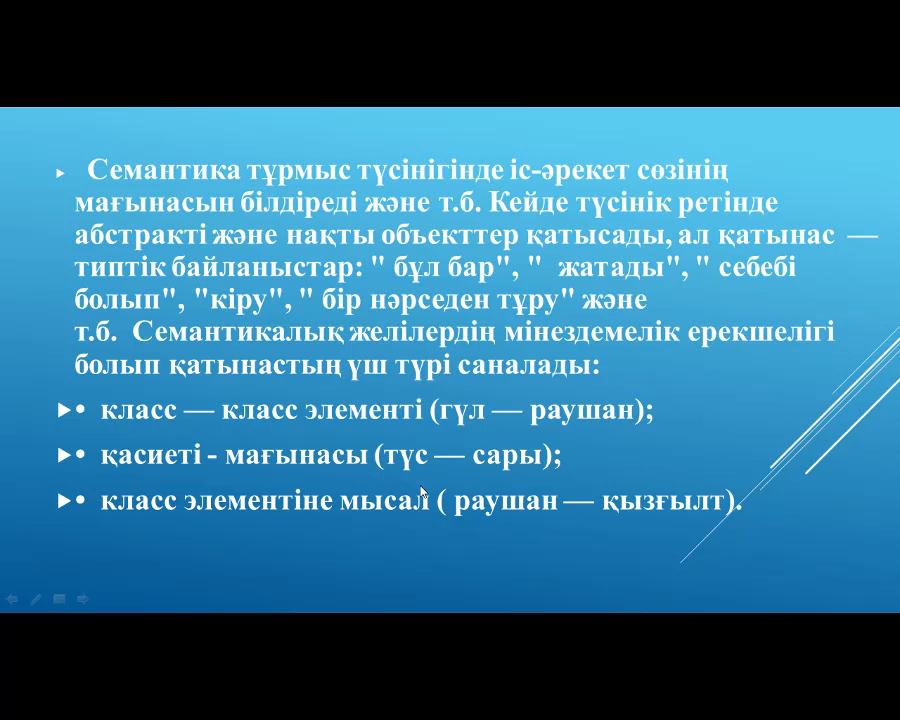 Семантика тұрмыс түсінігінде іс-әрекет сөзінің
мағынасын білдіреді және т.б. Кейде түсінік ретінде
абстракті және нақты объекттер қатысады, ал қатынас —
типтік байланыстар: " бұл бар", " жатады", " себебі
болып", "кіру", " бір нәрседен тұру" және
т.б. Семантикалық желілердің мінездемелік ерекшелігі
болып қатынастың үш түрі саналады:
• класс — класс элементі (гүл — раушан);
• қасиеті - мағынасы (түс — сары);
• класс элементіне мысал ( раушан — қызғылт).